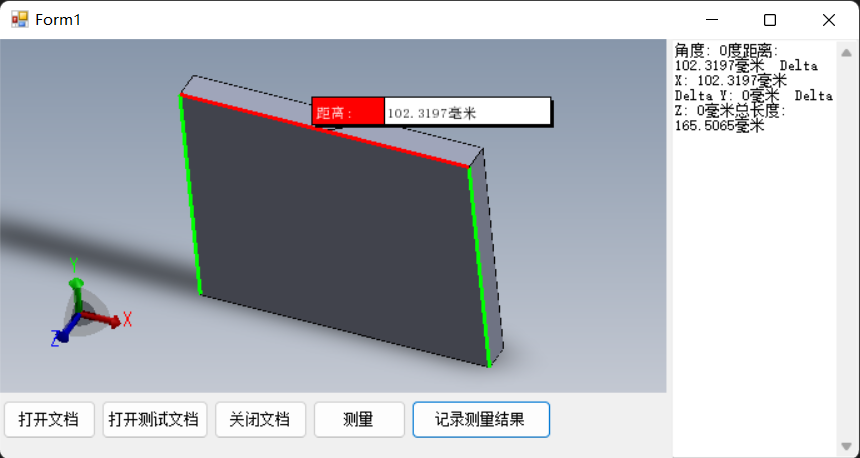 Form1
距离: 102.3197毫米
Y
X
Z
角度: 0度距离:
102.3197毫米 Delta
X: 102.3197毫米
Delta Y: 0毫米 Delta
Z: 0毫米总长度:
165.5065毫米
打开文档 打开测试文档 关闭文档 测量 记录测量结果